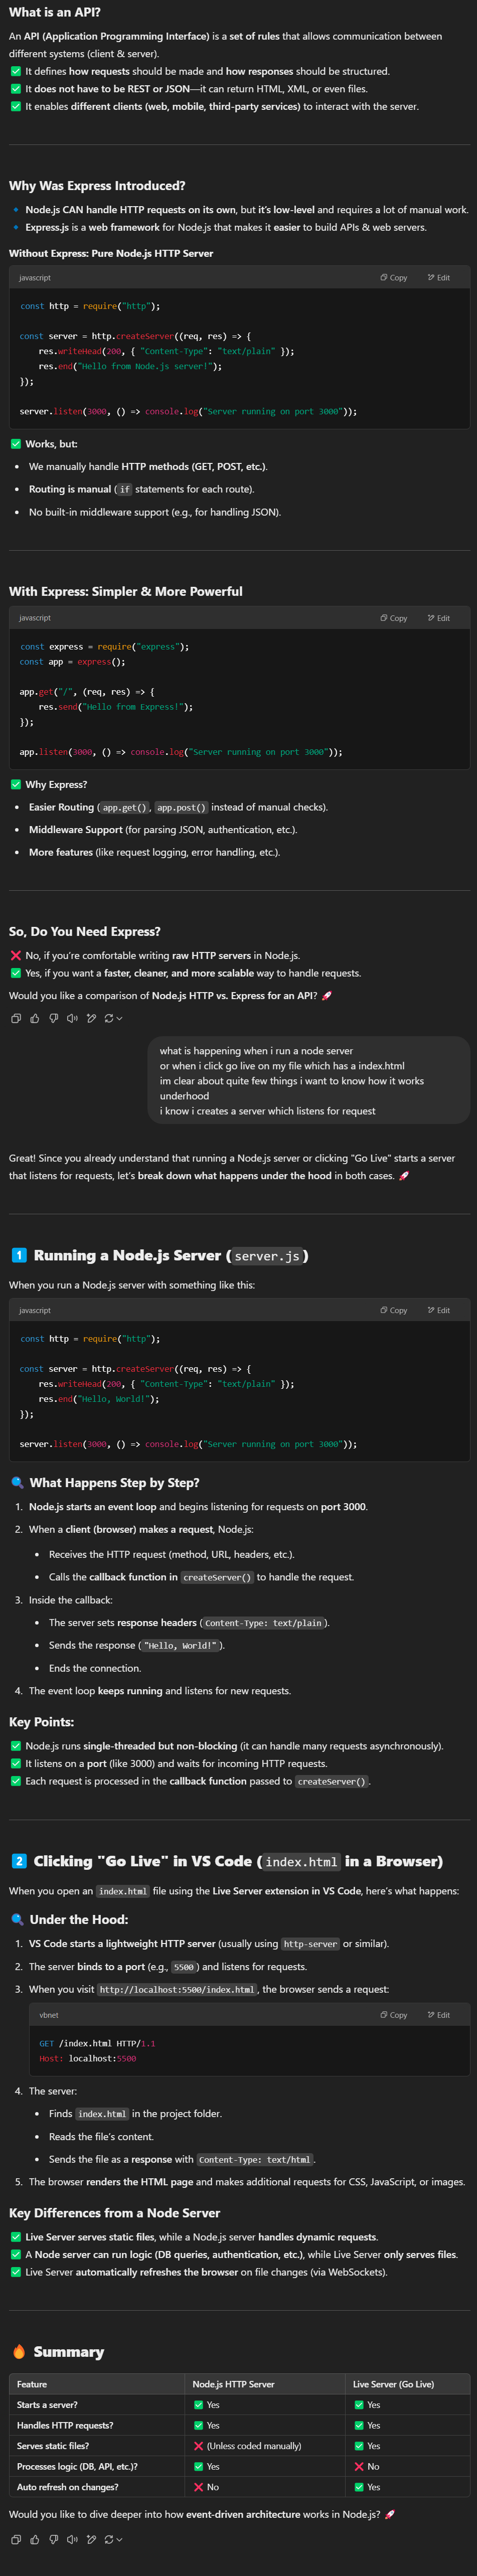 What is an API?
An API (Application Programming Interface) is a set of rules that allows communication between
different systems (client & server).
✅ It defines how requests should be made and how responses should be structured.
✅ It does not have to be REST or JSON—it can return HTML, XML, or even files.
✅ It enables different clients (web, mobile, third-party services) to interact with the server.
Why Was Express Introduced?
🔹 Node.js CAN handle HTTP requests on its own, but it's low-level and requires a lot of manual work.
🔹 Express.js is a web framework for Node.js that makes it easier to build APIs & web servers.
Without Express: Pure Node.js HTTP Server
javascript Copy Edit
const http = require("http");
const server = http.createServer((req, res) => {
res.writeHead(200, { "Content-Type": "text/plain" });
res.end("Hello from Node.js server!");
});
server.listen(3000, () => console.log("Server running on port 3000"));
✅ Works, but:
• We manually handle HTTP methods (GET, POST, etc.).
• Routing is manual (if statements for each route).
• No built-in middleware support (e.g., for handling JSON).
With Express: Simpler & More Powerful
javascript Copy Edit
const express = require("express");
const app = express();
app.get("/", (req, res) => {
res.send("Hello from Express!");
});
app.listen(3000, () => console.log("Server running on port 3000"));
✅ Why Express?
• Easier Routing (app.get(), app.post() instead of manual checks).
• Middleware Support (for parsing JSON, authentication, etc.).
• More features (like request logging, error handling, etc.).
So, Do You Need Express?
❌ No, if you're comfortable writing raw HTTP servers in Node.js.
✅ Yes, if you want a faster, cleaner, and more scalable way to handle requests.
Would you like a comparison of Node.js HTTP vs. Express for an API? 🚀
what is happening when i run a node server
or when i click go live on my file which has a index.html
im clear about quite few things i want to know how it works
underhood
i know i creates a server which listens for request
Great! Since you already understand that running a Node.js server or clicking "Go Live" starts a server
that listens for requests, let's break down what happens under the hood in both cases. 🚀
1️⃣ Running a Node.js Server (server.js)
When you run a Node.js server with something like this:
javascript Copy Edit
const http = require("http");
const server = http.createServer((req, res) => {
res.writeHead(200, { "Content-Type": "text/plain" });
res.end("Hello, World!");
});
server.listen(3000, () => console.log("Server running on port 3000"));
🔍 What Happens Step by Step?
1. Node.js starts an event loop and begins listening for requests on port 3000.
2. When a client (browser) makes a request, Node.js:
• Receives the HTTP request (method, URL, headers, etc.).
• Calls the callback function in createServer() to handle the request.
3. Inside the callback:
• The server sets response headers (Content-Type: text/plain).
• Sends the response ("Hello, World!").
• Ends the connection.
4. The event loop keeps running and listens for new requests.
Key Points:
✅ Node.js runs single-threaded but non-blocking (it can handle many requests asynchronously).
✅ It listens on a port (like 3000) and waits for incoming HTTP requests.
✅ Each request is processed in the callback function passed to createServer().
2️⃣ Clicking "Go Live" in VS Code (index.html in a Browser)
When you open an index.html file using the Live Server extension in VS Code, here's what happens:
🔍 Under the Hood:
1. VS Code starts a lightweight HTTP server (usually using http-server or similar).
2. The server binds to a port (e.g., 5500) and listens for requests.
3. When you visit http://localhost:5500/index.html, the browser sends a request:
vbnet Copy Edit
GET /index.html HTTP/1.1
Host: localhost:5500
4. The server:
• Finds index.html in the project folder.
• Reads the file's content.
• Sends the file as a response with Content-Type: text/html.
5. The browser renders the HTML page and makes additional requests for CSS, JavaScript, or images.
Key Differences from a Node Server
✅ Live Server serves static files, while a Node.js server handles dynamic requests.
✅ A Node server can run logic (DB queries, authentication, etc.), while Live Server only serves files.
✅ Live Server automatically refreshes the browser on file changes (via WebSockets).
🔥 Summary
Feature Node.js HTTP Server Live Server (Go Live)
Starts a server? ✅ Yes ✅ Yes
Handles HTTP requests? ✅ Yes ✅ Yes
Serves static files? ❌ (Unless coded manually) ✅ Yes
Processes logic (DB, API, etc.)? ✅ Yes ❌ No
Auto refresh on changes? ❌ No ✅ Yes
Would you like to dive deeper into how event-driven architecture works in Node.js? 🚀